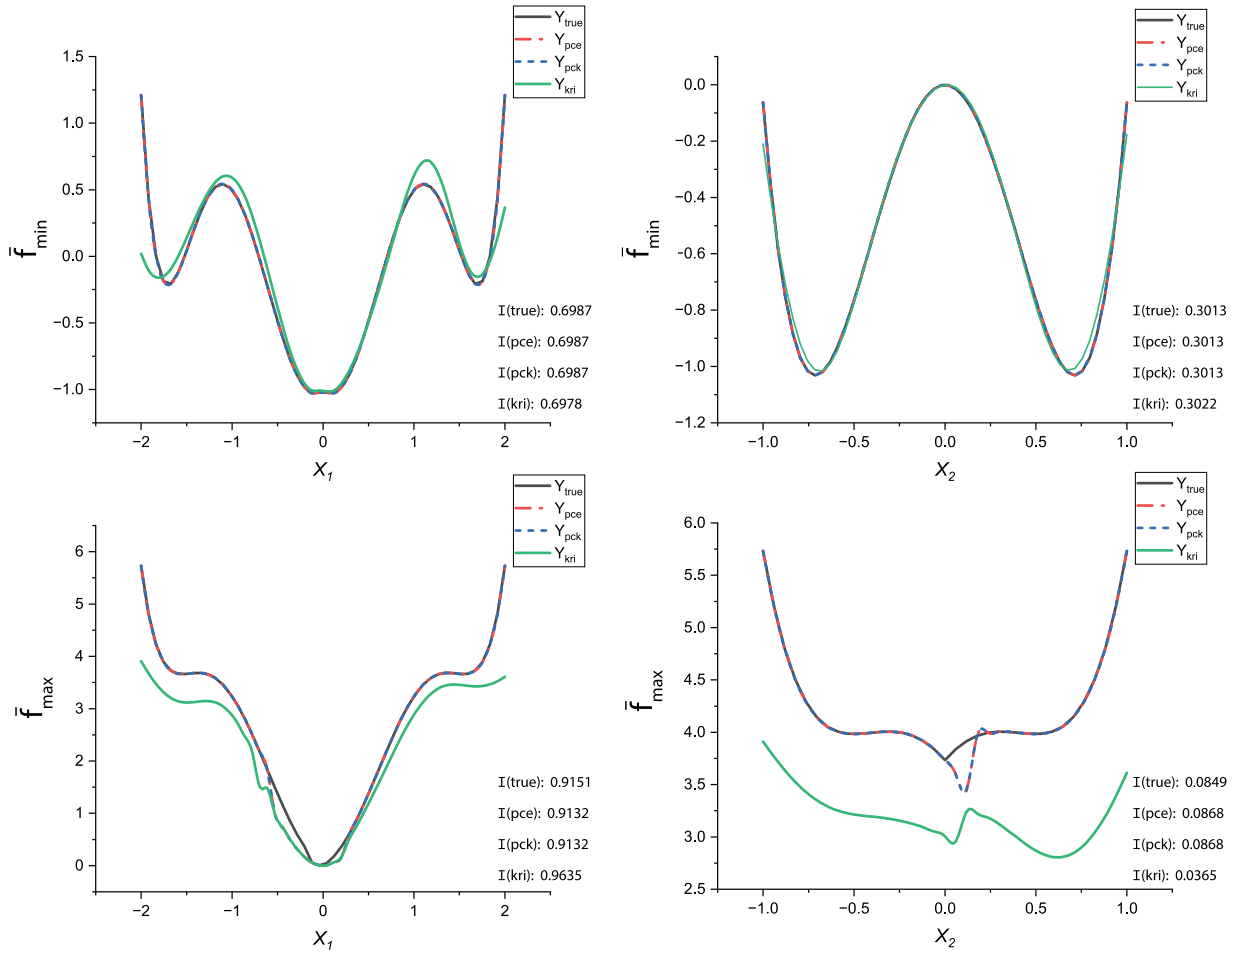 Y_true
Y_pce
Y_pck
Y_kri
1.5
1.0
0.5
0.0
−0.5
−1.0
f̄_min
I(true): 0.6987
I(pce): 0.6987
I(pck): 0.6987
I(kri): 0.6978
−2 −1 0 1 2
X_1
Y_true
Y_pce
Y_pck
Y_kri
0.0
−0.2
−0.4
−0.6
−0.8
−1.0
−1.2
f̄_min
I(true): 0.3013
I(pce): 0.3013
I(pck): 0.3013
I(kri): 0.3022
−1.0 −0.5 0.0 0.5 1.0
X_2
Y_true
Y_pce
Y_pck
Y_kri
6
5
4
3
2
1
0
f̄_max
I(true): 0.9151
I(pce): 0.9132
I(pck): 0.9132
I(kri): 0.9635
−2 −1 0 1 2
X_1
Y_true
Y_pce
Y_pck
Y_kri
6.0
5.5
5.0
4.5
4.0
3.5
3.0
2.5
f̄_max
I(true): 0.0849
I(pce): 0.0868
I(pck): 0.0868
I(kri): 0.0365
−1.0 −0.5 0.0 0.5 1.0
X_2